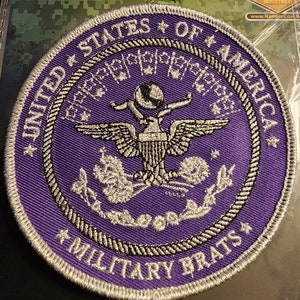 ★ UNITED ★ STATES ★ OF ★ AMERICA ★
★ MILITARY BRATS ★